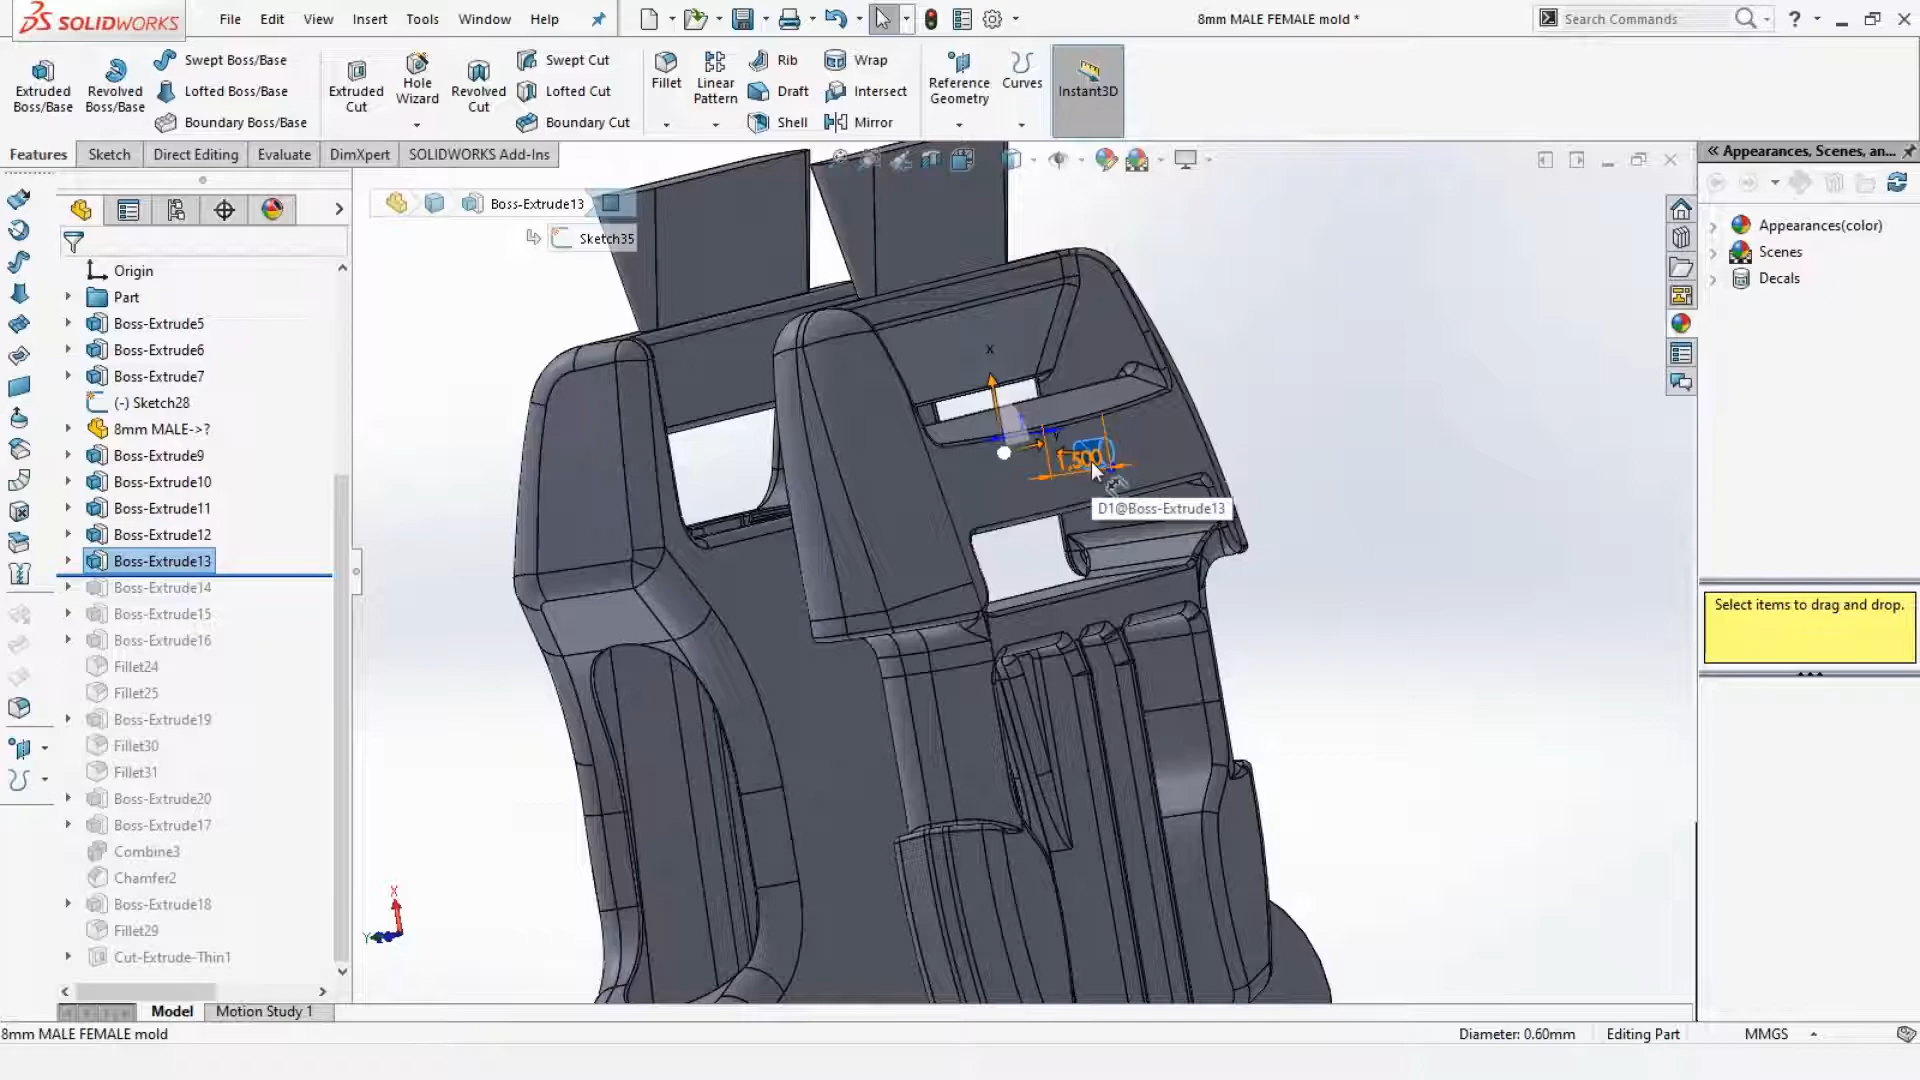 SOLIDWORKS
File Edit View Insert Tools Window Help
8mm MALE FEMALE mold *
Search Commands
Extruded Boss/Base
Revolved Boss/Base
Swept Boss/Base
Lofted Boss/Base
Boundary Boss/Base
Extruded Cut
Hole Wizard
Revolved Cut
Swept Cut
Lofted Cut
Boundary Cut
Fillet
Linear Pattern
Rib
Draft
Shell
Wrap
Intersect
Mirror
Reference Geometry
Curves
Instant3D
Features Sketch Direct Editing Evaluate DimXpert SOLIDWORKS Add-Ins
Appearances, Scenes, an...
Boss-Extrude13
Sketch35
Origin
Part
Boss-Extrude5
Boss-Extrude6
Boss-Extrude7
(-) Sketch28
8mm MALE->?
Boss-Extrude9
Boss-Extrude10
Boss-Extrude11
Boss-Extrude12
Boss-Extrude13
Boss-Extrude14
Boss-Extrude15
Boss-Extrude16
Fillet24
Fillet25
Boss-Extrude19
Fillet30
Fillet31
Boss-Extrude20
Boss-Extrude17
Combine3
Chamfer2
Boss-Extrude18
Fillet29
Cut-Extrude-Thin1
X
1,500
D1@Boss-Extrude13
X
Y
Appearances(color)
Scenes
Decals
Select items to drag and drop.
Model Motion Study 1
8mm MALE FEMALE mold
Diameter: 0.60mm Editing Part MMGS